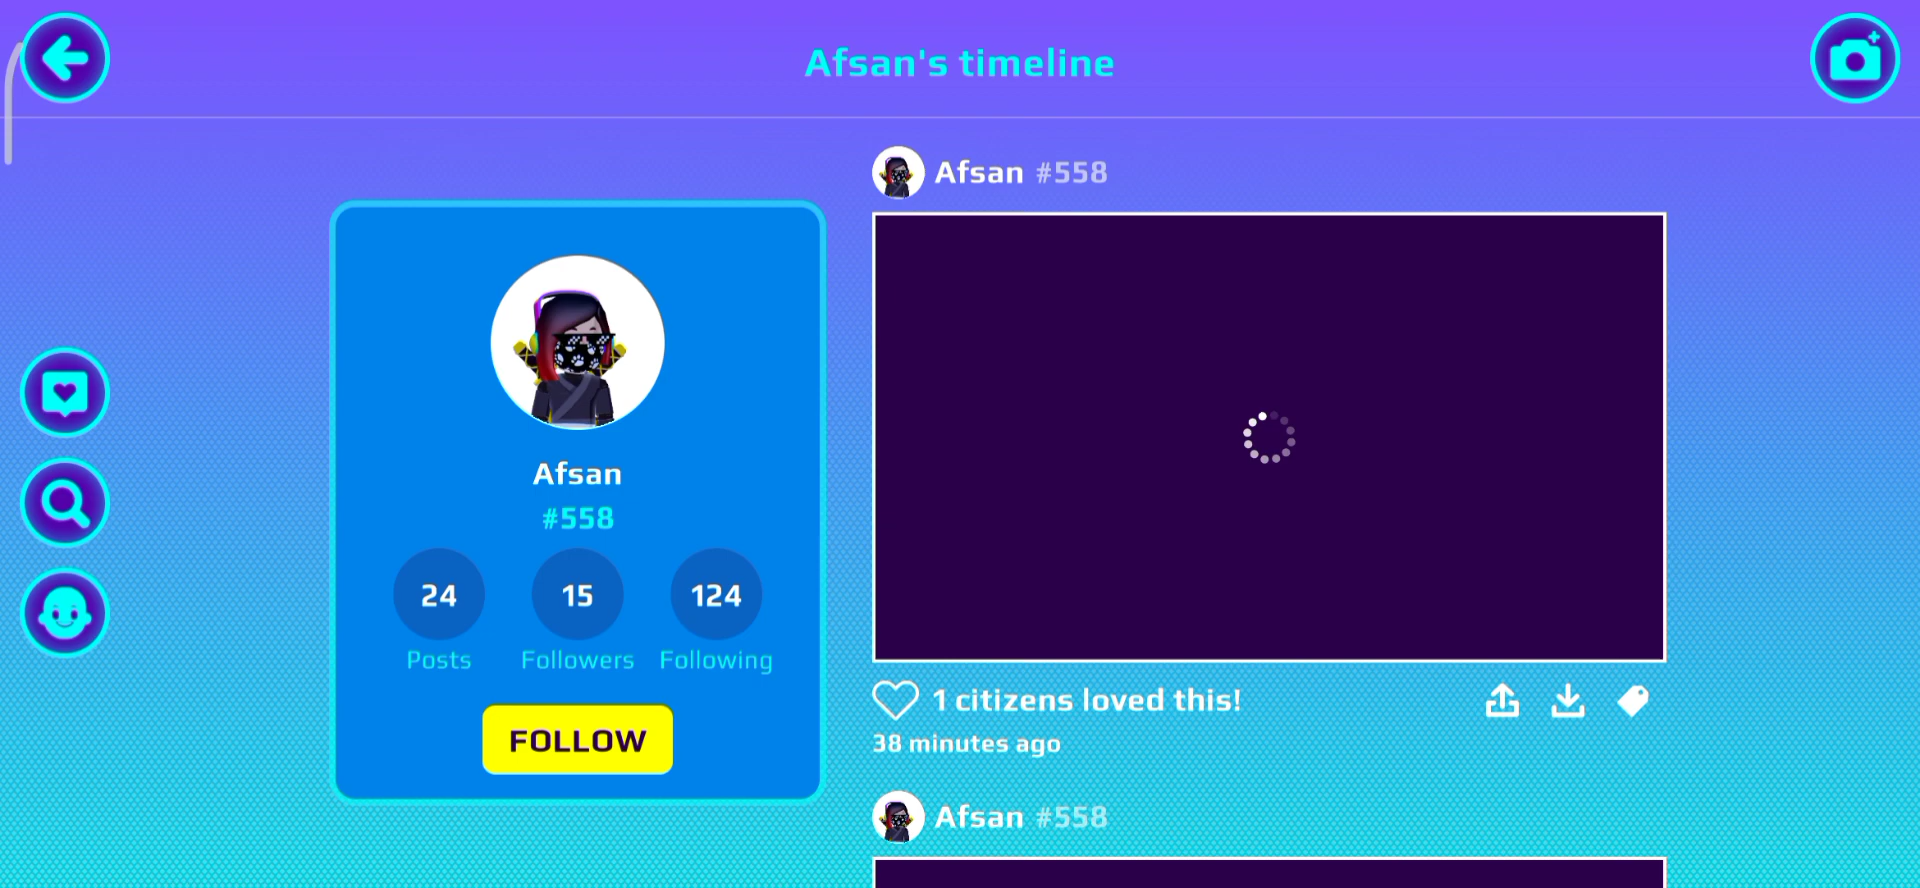 Afsan's timeline
Afsan
#558
24
15
124
Posts
Followers
Following
FOLLOW
Afsan #558
1 citizens loved this!
38 minutes ago
Afsan #558